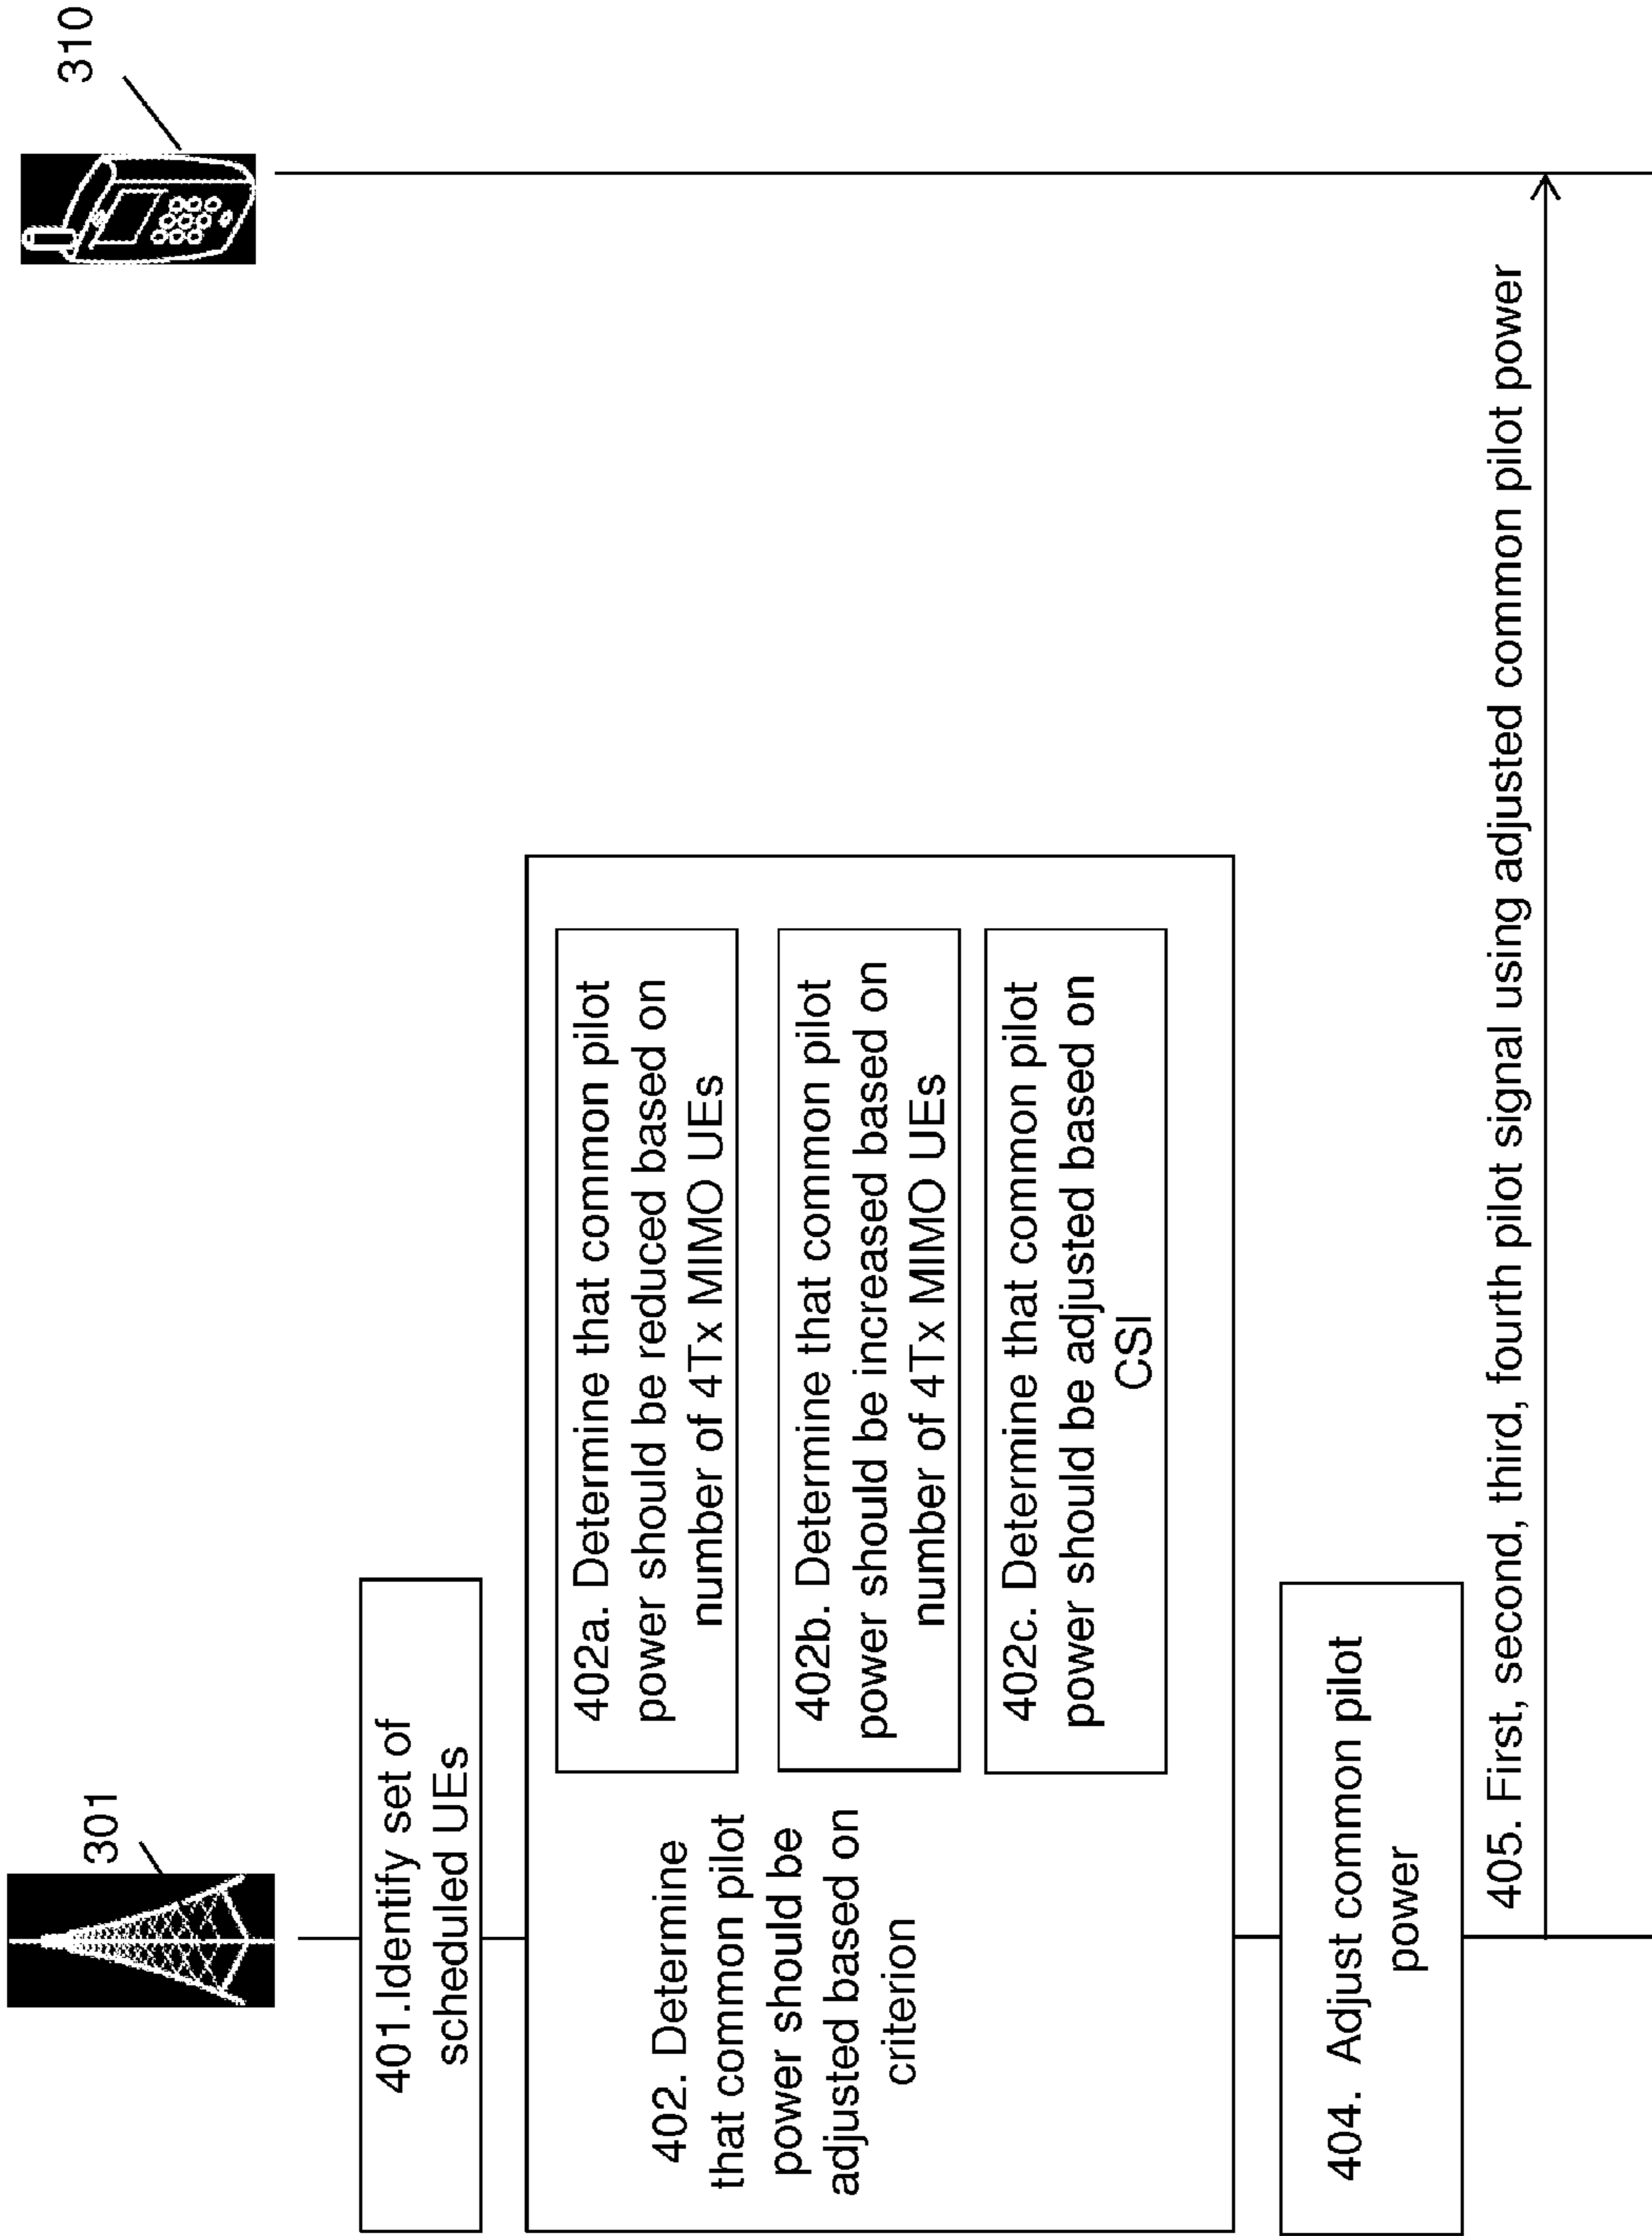 301
310
401.Identify set of
scheduled UEs
402. Determine
that common pilot
power should be
adjusted based on
criterion
402a. Determine that common pilot
power should be reduced based on
number of 4Tx MIMO UEs
402b. Determine that common pilot
power should be increased based on
number of 4Tx MIMO UEs
402c. Determine that common pilot
power should be adjusted based on
CSI
404. Adjust common pilot
power
405. First, second, third, fourth pilot signal using adjusted common pilot power